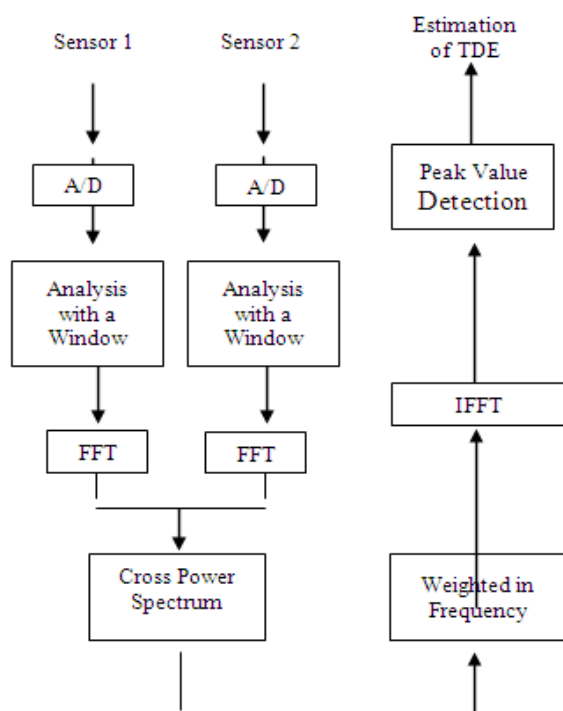 Sensor 1
Sensor 2
Estimation
of TDE
A/D
A/D
Peak Value
Detection
Analysis
with a
Window
Analysis
with a
Window
IFFT
FFT
FFT
Cross Power
Spectrum
Weighted in
Frequency